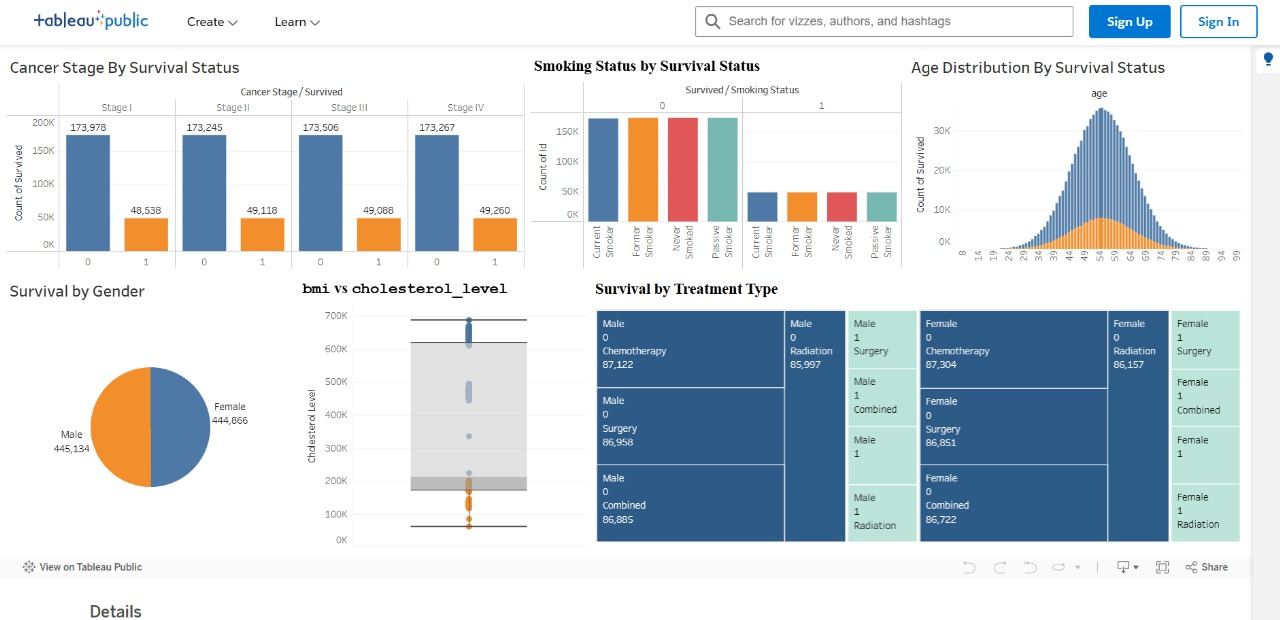 tableau public
Create
Learn
Search for vizzes, authors, and hashtags
Sign Up
Sign In
Cancer Stage By Survival Status
Cancer Stage / Survived
Stage I
Stage II
Stage III
Stage IV
Count of Survived
200K
150K
100K
50K
0K
173,978
48,538
173,245
49,118
173,506
49,088
173,267
49,260
0
1
0
1
0
1
0
1
Smoking Status by Survival Status
Survived / Smoking Status
0
1
Count of Id
150K
100K
50K
0K
Current
Smoker
Former
Smoker
Never
Smoked
Passive
Smoker
Current
Smoker
Former
Smoker
Never
Smoked
Passive
Smoker
Age Distribution By Survival Status
age
Count of Survived
30K
20K
10K
0K
8
14
19
24
29
34
39
44
49
54
59
64
69
74
79
84
89
94
99
Survival by Gender
Female
444,866
Male
445,134
bmi vs cholesterol_level
Cholesterol Level
700K
600K
500K
400K
300K
200K
100K
0K
Survival by Treatment Type
Male
0
Chemotherapy
87,122
Male
0
Surgery
86,958
Male
0
Combined
86,885
Male
0
Radiation
85,997
Male
1
Surgery
Male
1
Combined
Male
1
Male
1
Radiation
Female
0
Chemotherapy
87,304
Female
0
Surgery
86,851
Female
0
Combined
86,722
Female
0
Radiation
86,157
Female
1
Surgery
Female
1
Combined
Female
1
Female
1
Radiation
View on Tableau Public
Share
Details